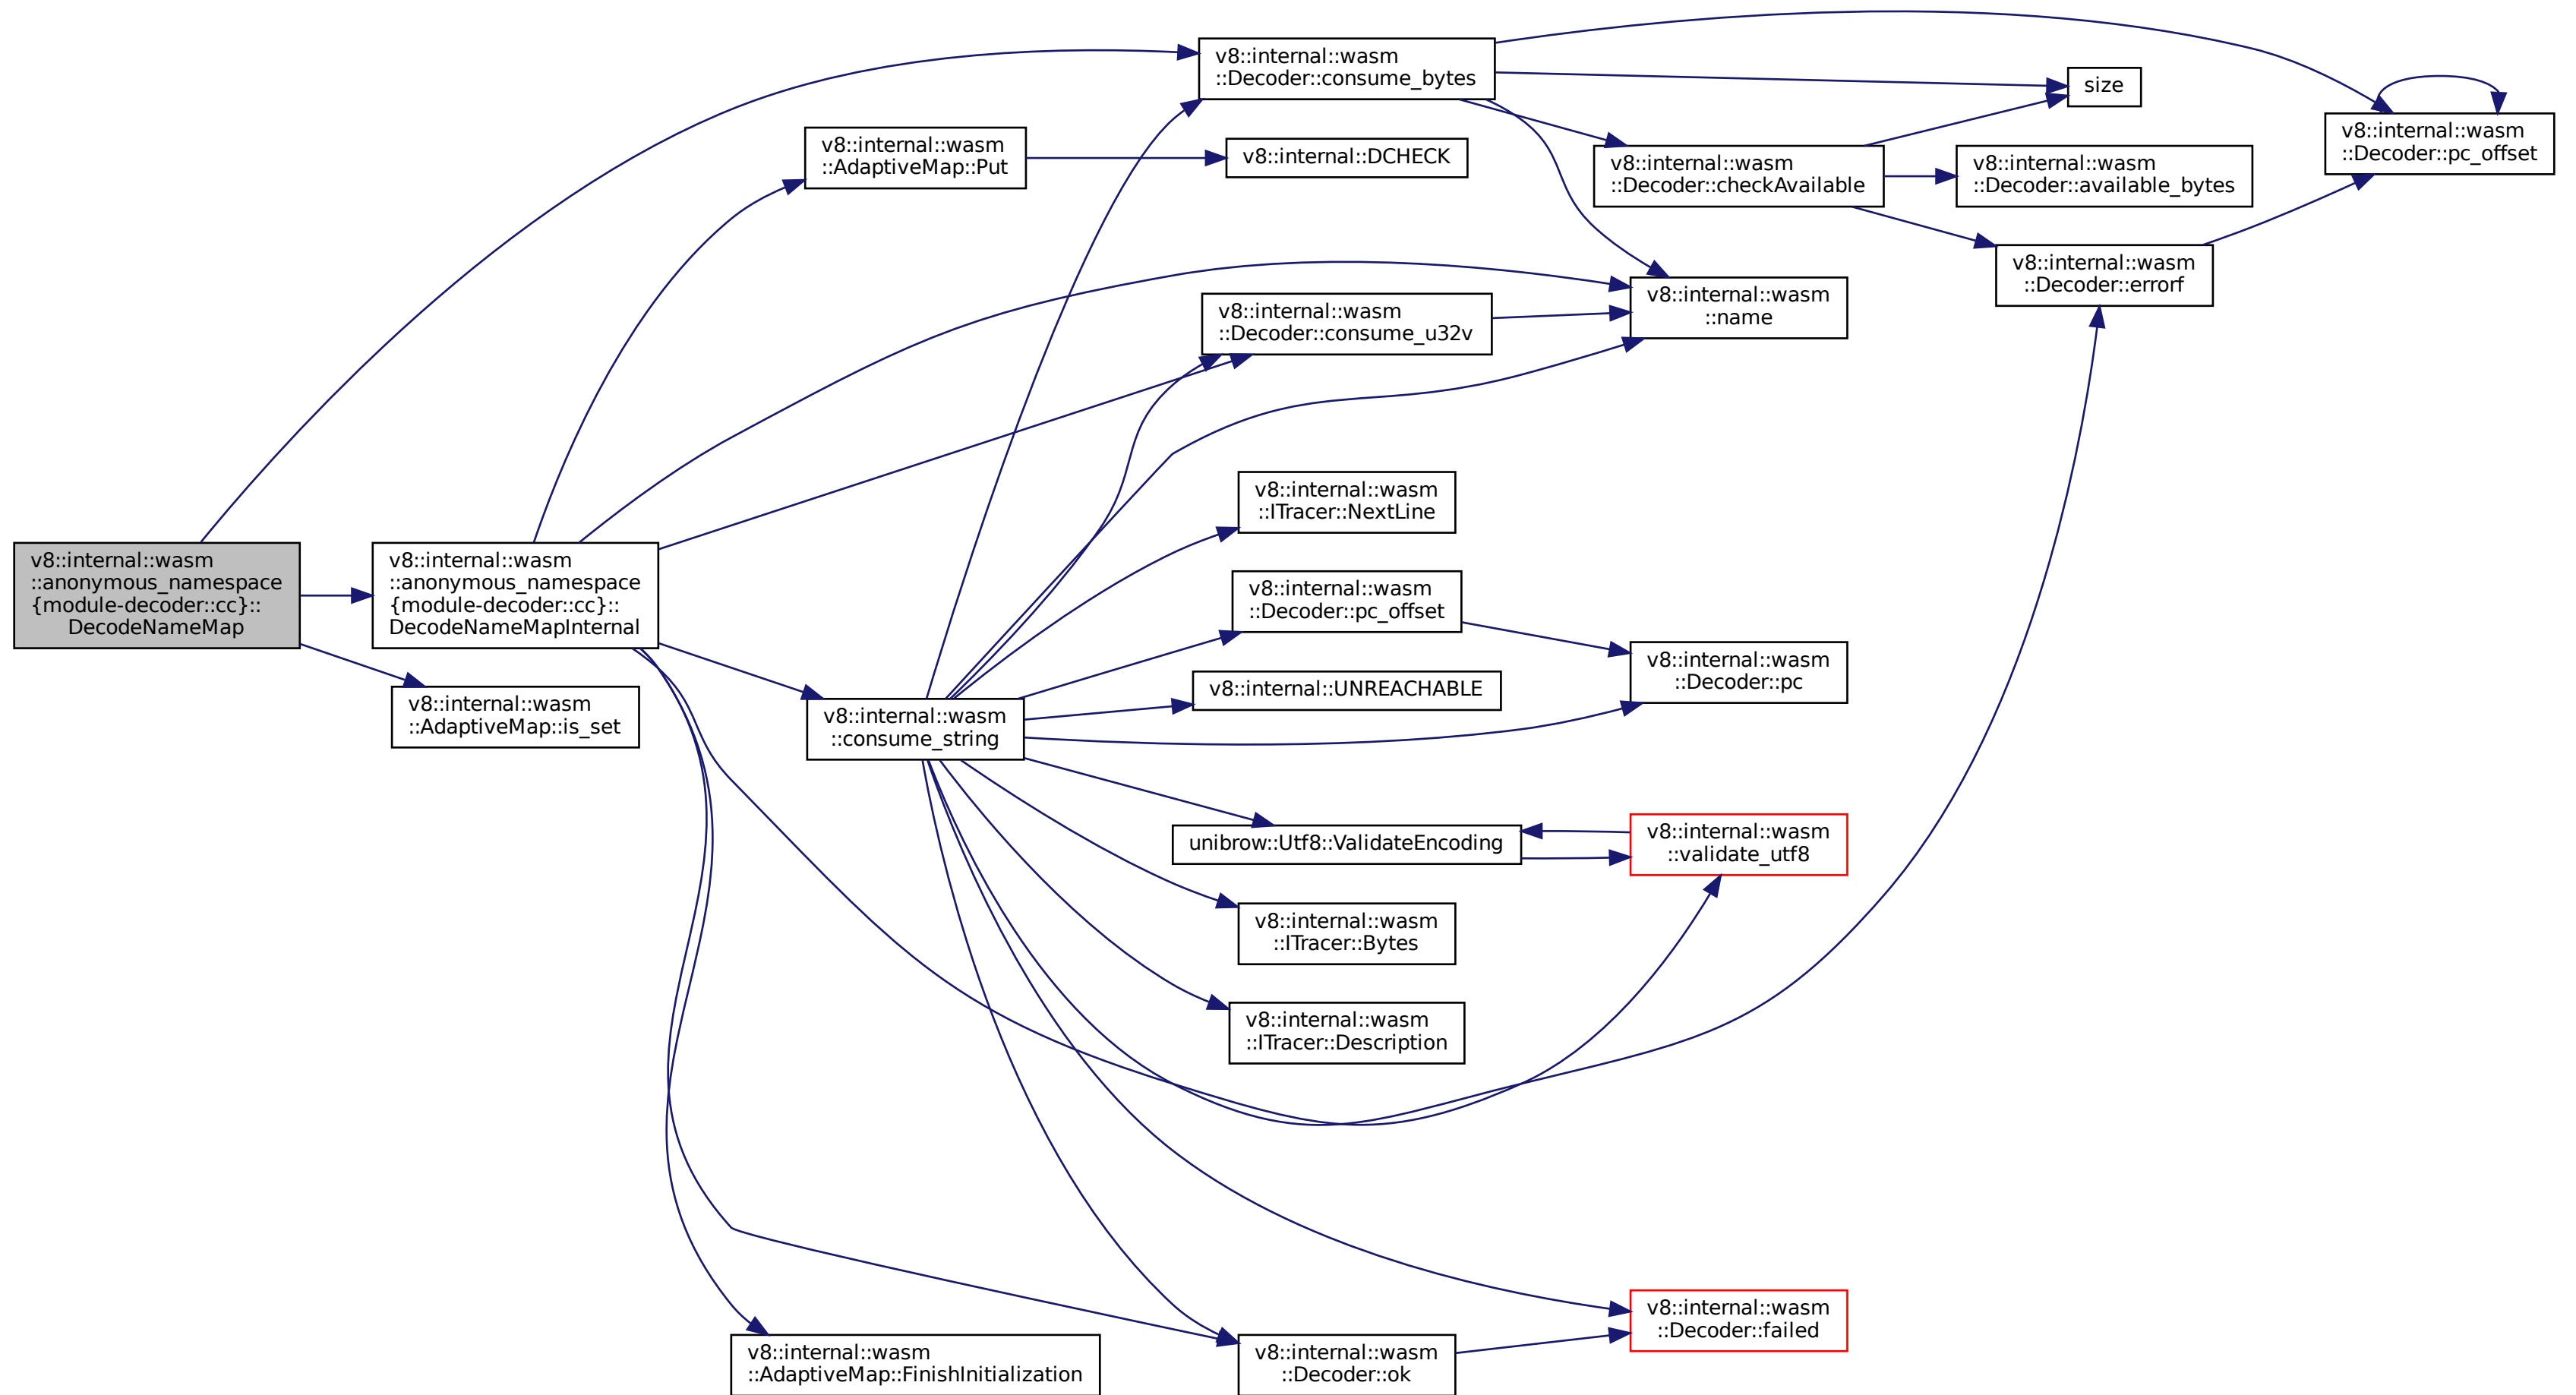 v8::internal::wasm
::anonymous_namespace
{module-decoder::cc}::
DecodeNameMap
v8::internal::wasm
::anonymous_namespace
{module-decoder::cc}::
DecodeNameMapInternal
v8::internal::wasm
::AdaptiveMap::is_set
v8::internal::wasm
::AdaptiveMap::Put
v8::internal::wasm
::consume_string
v8::internal::wasm
::AdaptiveMap::FinishInitialization
v8::internal::wasm
::Decoder::consume_bytes
v8::internal::DCHECK
v8::internal::wasm
::Decoder::consume_u32v
v8::internal::wasm
::ITracer::NextLine
v8::internal::wasm
::Decoder::pc_offset
v8::internal::UNREACHABLE
unibrow::Utf8::ValidateEncoding
v8::internal::wasm
::ITracer::Bytes
v8::internal::wasm
::ITracer::Description
v8::internal::wasm
::Decoder::ok
v8::internal::wasm
::Decoder::checkAvailable
v8::internal::wasm
::name
v8::internal::wasm
::Decoder::pc
v8::internal::wasm
::validate_utf8
v8::internal::wasm
::Decoder::failed
size
v8::internal::wasm
::Decoder::available_bytes
v8::internal::wasm
::Decoder::errorf
v8::internal::wasm
::Decoder::pc_offset